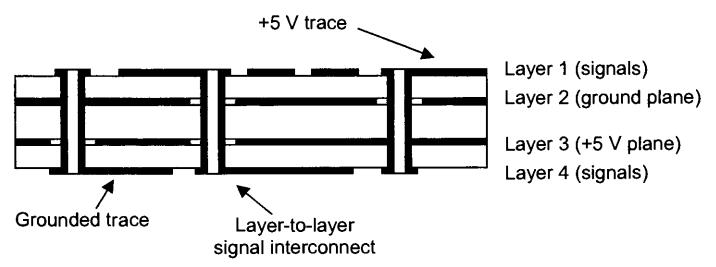 +5 V trace
Layer 1 (signals)
Layer 2 (ground plane)
Layer 3 (+5 V plane)
Layer 4 (signals)
Grounded trace
Layer-to-layer
signal interconnect